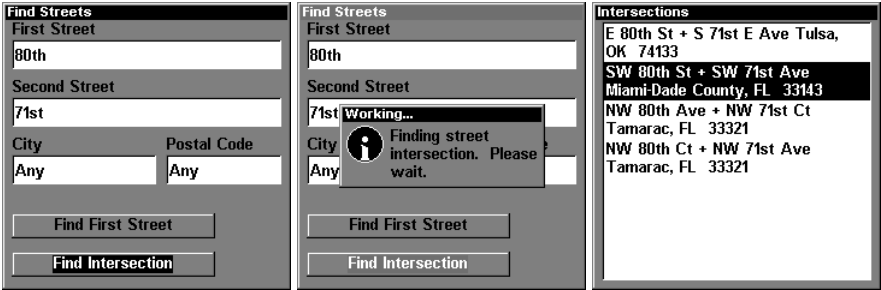 Find Streets
First Street
80th
Second Street
71st
City Postal Code
Any Any
Find First Street
Find Intersection
Find Streets
First Street
80th
Second Street
71st
Working...
City
Any
Finding street
intersection. Please
wait.
Find First Street
Find Intersection
Intersections
E 80th St + S 71st E Ave Tulsa,
OK 74133
SW 80th St + SW 71st Ave
Miami-Dade County, FL 33143
NW 80th Ave + NW 71st Ct
Tamarac, FL 33321
NW 80th Ct + NW 71st Ave
Tamarac, FL 33321